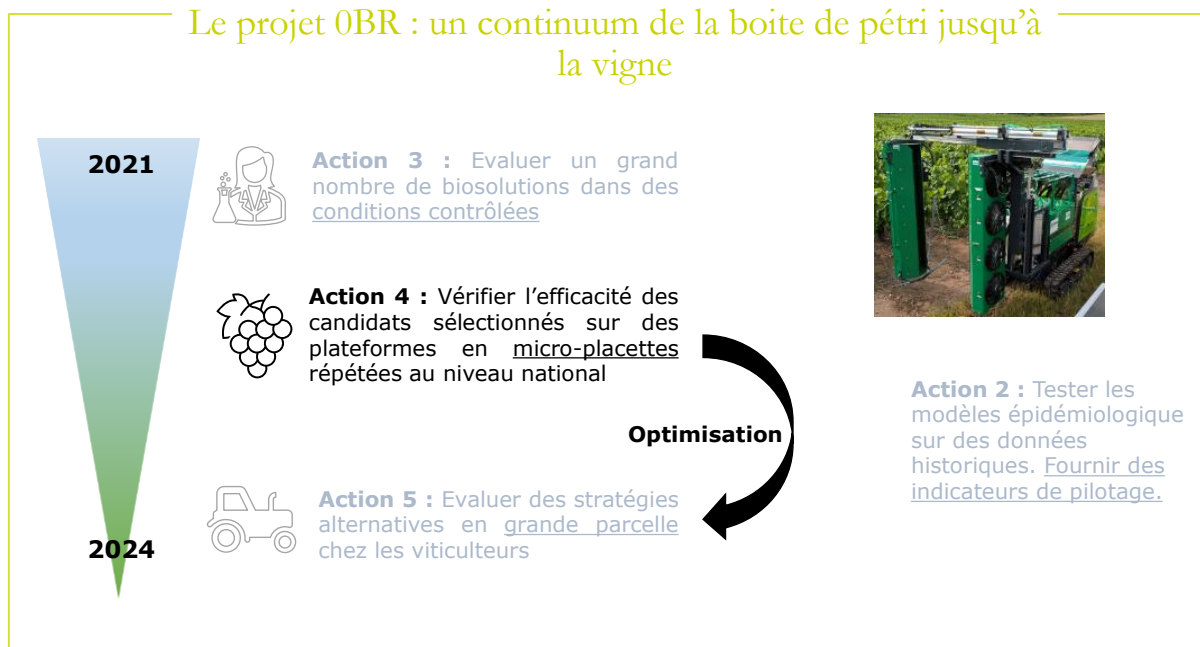 Le projet 0BR : un continuum de la boite de pétri jusqu’à
la vigne
2021
Action 3 : Evaluer un grand
nombre de biosolutions dans des
conditions contrôlées
Action 4 : Vérifier l’efficacité des
candidats sélectionnés sur des
plateformes en micro-placettes
répétées au niveau national
Optimisation
Action 5 : Evaluer des stratégies
alternatives en grande parcelle
chez les viticulteurs
2024
Action 2 : Tester les
modèles épidémiologique
sur des données
historiques. Fournir des
indicateurs de pilotage.